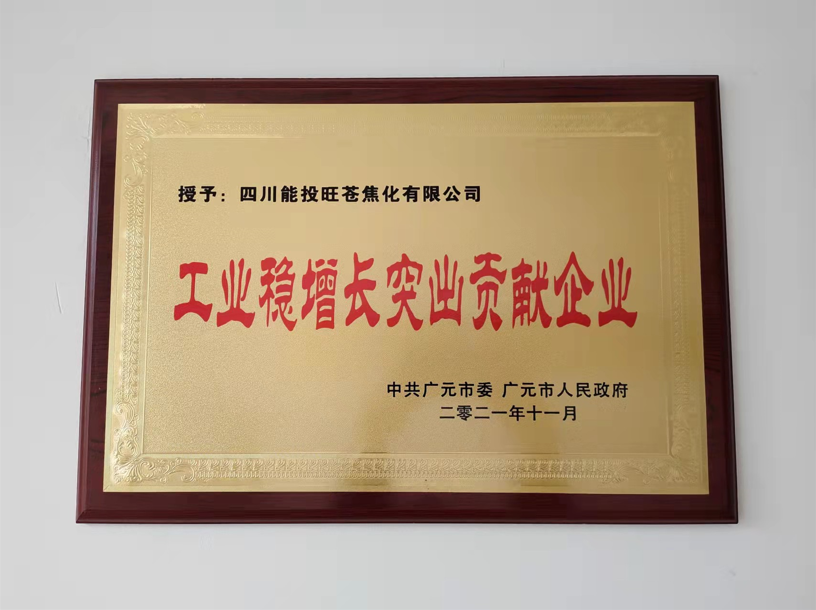 授予：四川能投旺苍焦化有限公司
工业稳增长突出贡献企业
中共广元市委 广元市人民政府
二零二一年十一月